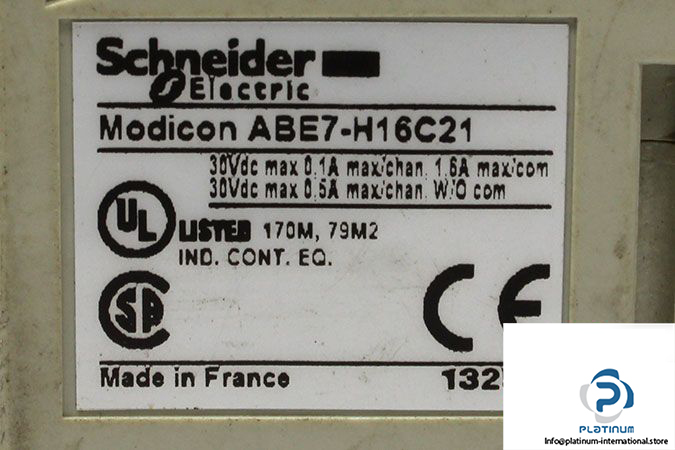 Schneider
Electric
Modicon ABE7-H16C21
30Vdc max 0.1A max/chan. 1.6A max/com
30Vdc max 0.5A max/chan. W/O com
UL
LISTED 170M, 79M2
IND. CONT. EQ.
SA
CE
Made in France
PLATINUM
Info@platinum-international.store